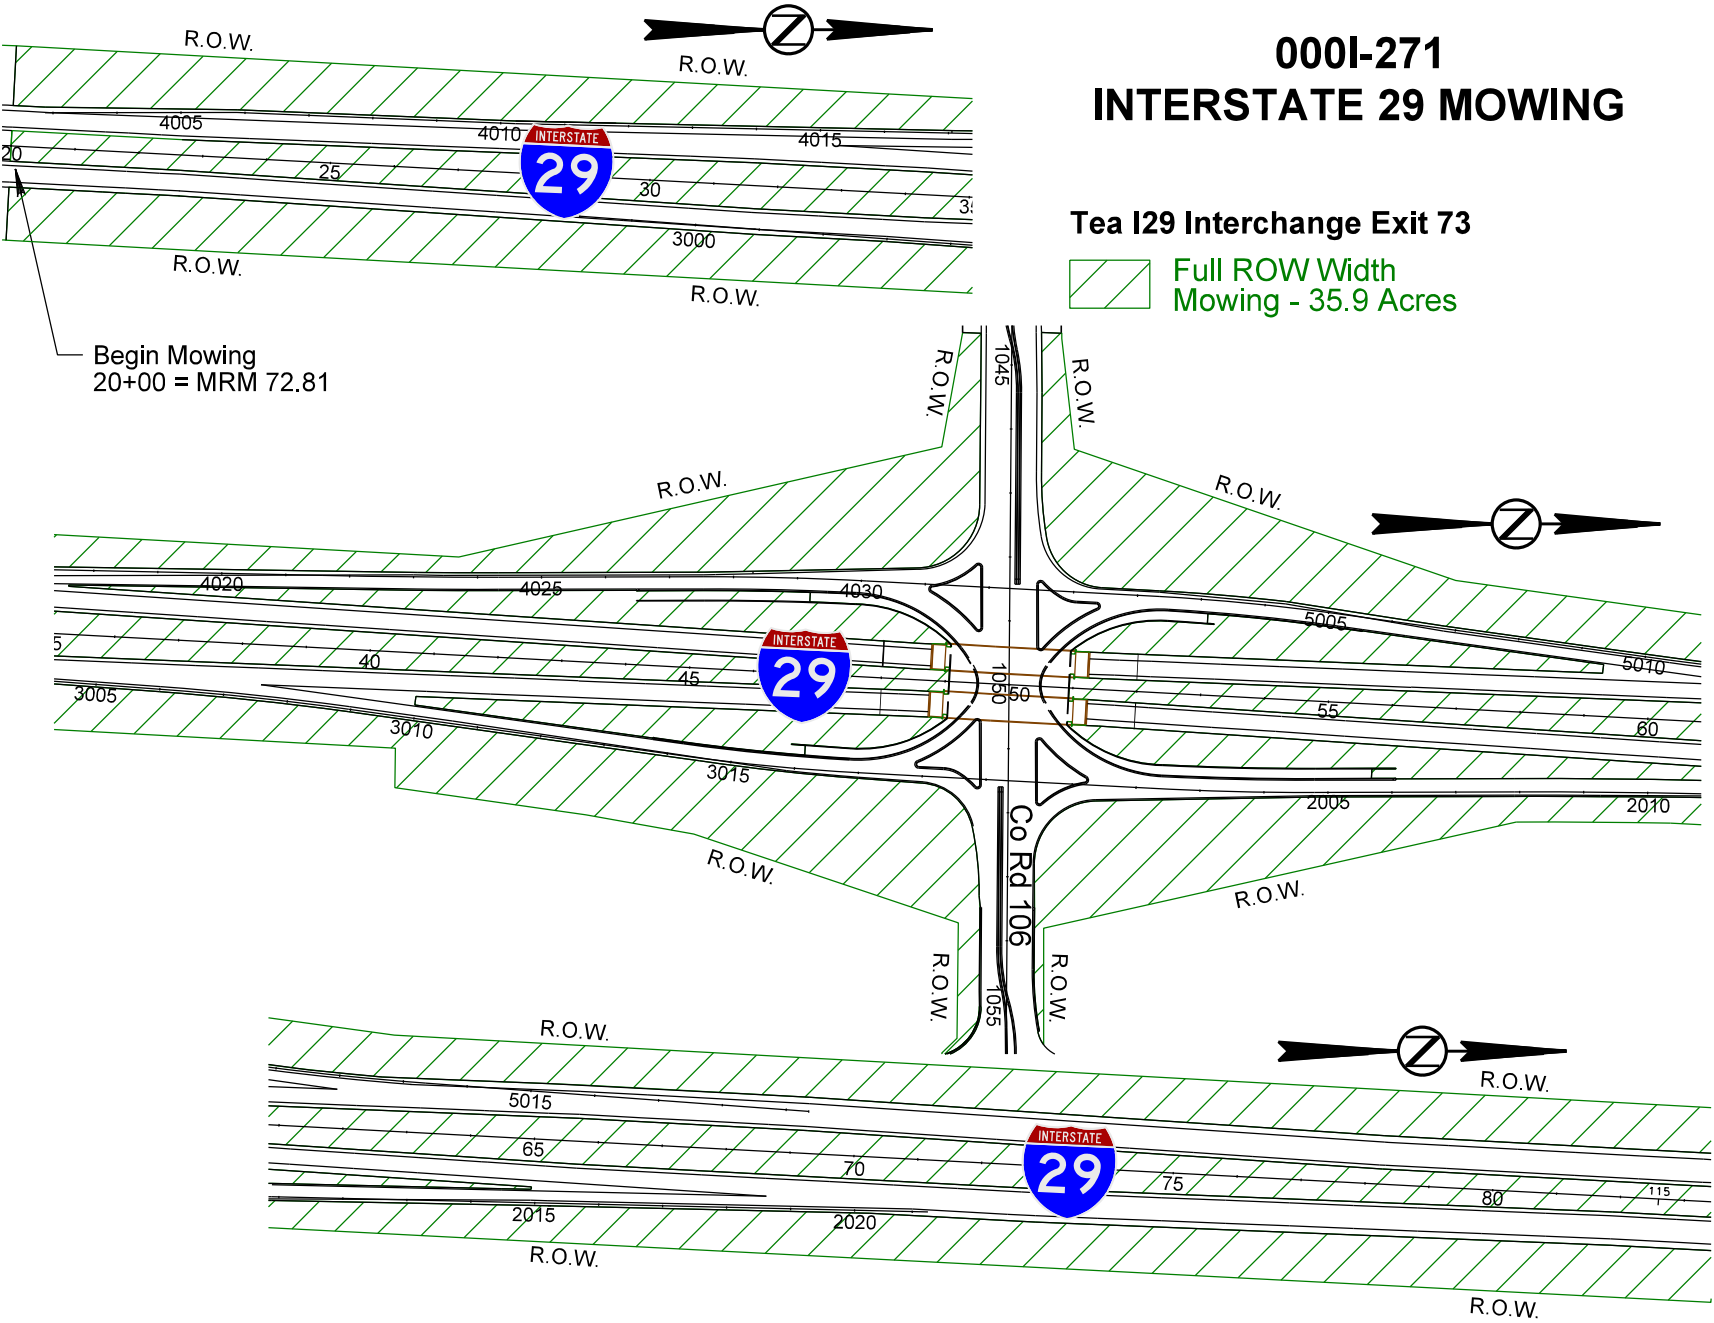 000I-271
INTERSTATE 29 MOWING
Z
R.O.W.
R.O.W.
4005
4010
4015
20
25
30
INTERSTATE
29
3000
R.O.W.
R.O.W.
Begin Mowing
20+00 = MRM 72.81
Tea I29 Interchange Exit 73
Full ROW Width
Mowing - 35.9 Acres
1045
R.O.W.
R.O.W.
R.O.W.
R.O.W.
Z
4020
4025
4030
5005
5010
40
45
INTERSTATE
29
1050
50
55
60
3005
3010
3015
2005
2010
Co Rd 106
R.O.W.
R.O.W.
R.O.W.
R.O.W.
1055
Z
R.O.W.
R.O.W.
5015
65
70
INTERSTATE
29
75
80
115
2015
2020
R.O.W.
R.O.W.